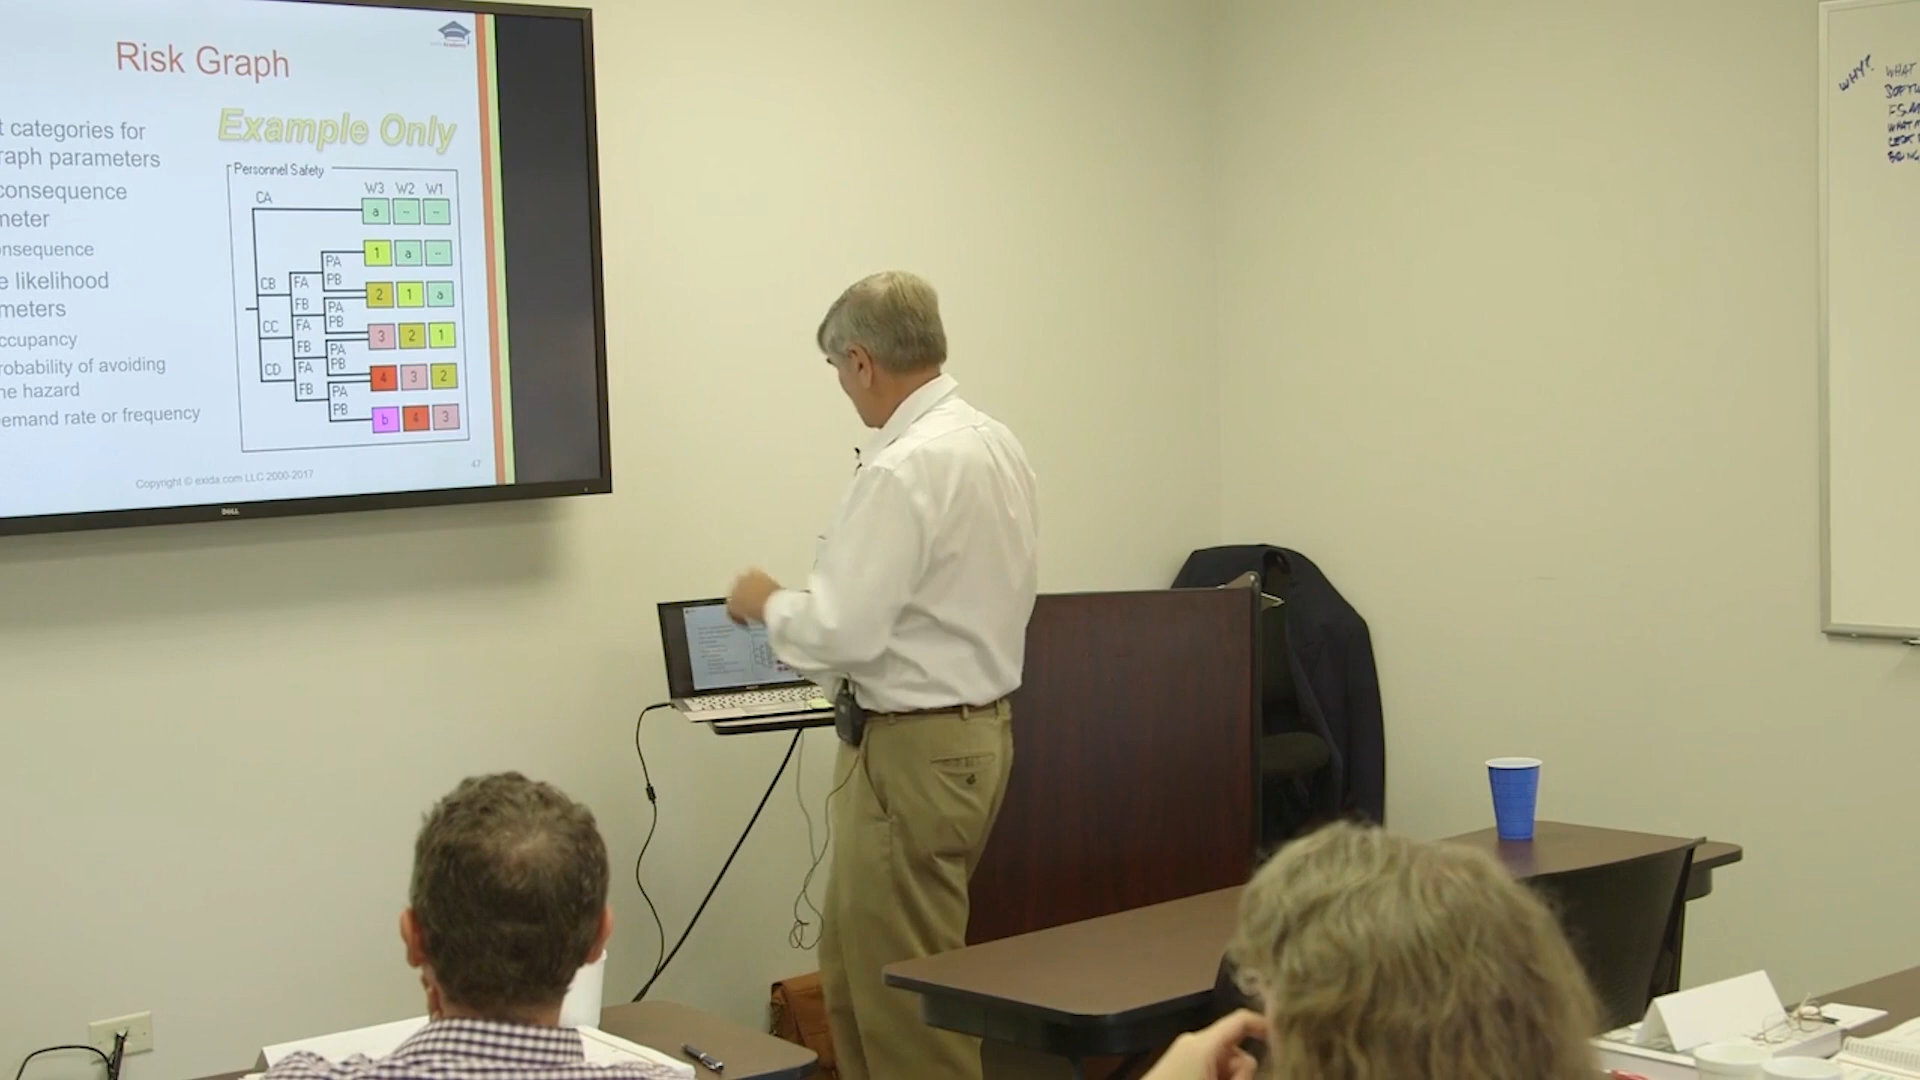 Risk Graph
Example Only
t categories for
raph parameters
consequence
meter
onsequence
e likelihood
meters
ccupancy
robability of avoiding
he hazard
emand rate or frequency
Personnel Safety
W3 W2 W1
CA
a -- --
PA
1 a --
CB FA PB
2 1 a
FB PA
CC FA PB
3 2 1
FB PA
CD FA PB
4 3 2
FB PA
PB
b 4 3
Copyright © exida.com LLC 2000-2017
47
DELL
WHY?
WHAT